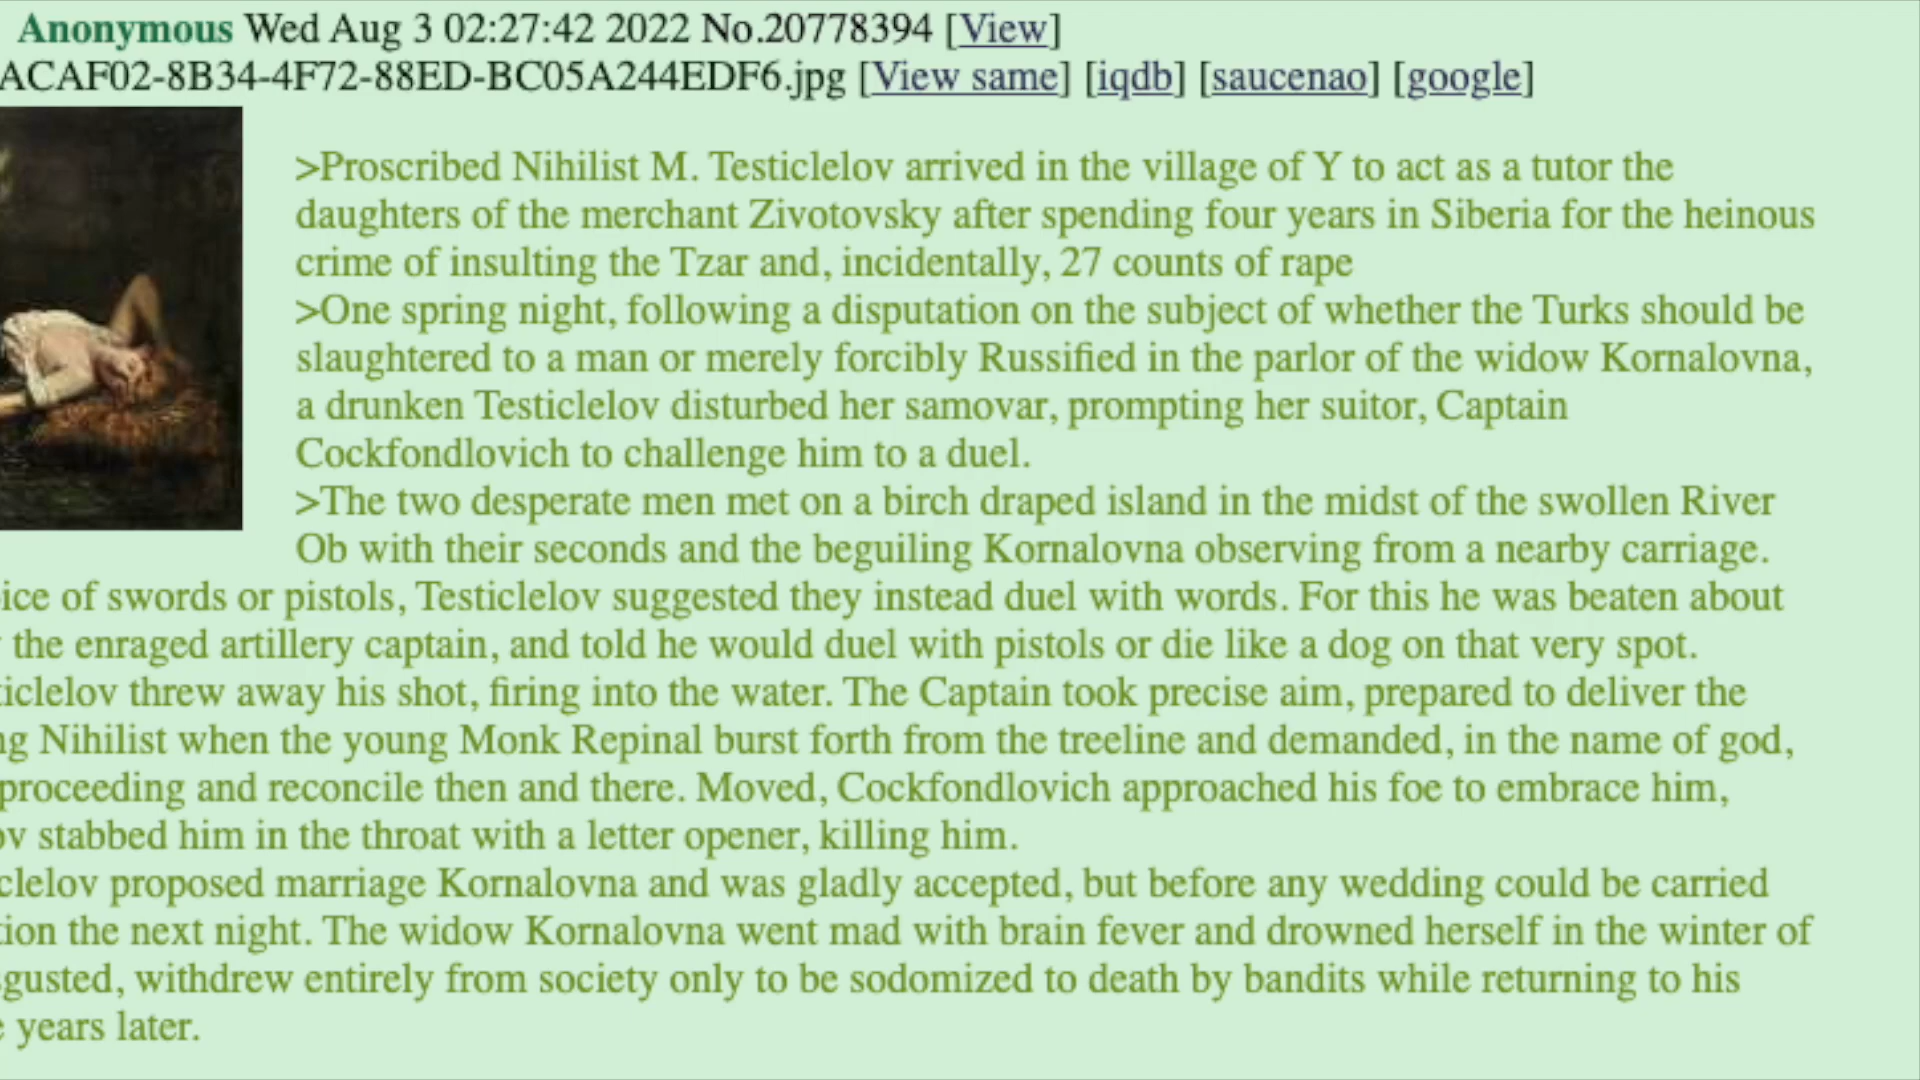 Anonymous Wed Aug 3 02:27:42 2022 No.20778394 [View]
ACAF02-8B34-4F72-88ED-BC05A244EDF6.jpg [View same] [iqdb] [saucenao] [google]
>Proscribed Nihilist M. Testiclelov arrived in the village of Y to act as a tutor the
daughters of the merchant Zivotovsky after spending four years in Siberia for the heinous
crime of insulting the Tzar and, incidentally, 27 counts of rape
>One spring night, following a disputation on the subject of whether the Turks should be
slaughtered to a man or merely forcibly Russified in the parlor of the widow Kornalovna,
a drunken Testiclelov disturbed her samovar, prompting her suitor, Captain
Cockfondlovich to challenge him to a duel.
>The two desperate men met on a birch draped island in the midst of the swollen River
Ob with their seconds and the beguiling Kornalovna observing from a nearby carriage.
ice of swords or pistols, Testiclelov suggested they instead duel with words. For this he was beaten about
the enraged artillery captain, and told he would duel with pistols or die like a dog on that very spot.
iclelov threw away his shot, firing into the water. The Captain took precise aim, prepared to deliver the
ng Nihilist when the young Monk Repinal burst forth from the treeline and demanded, in the name of god,
proceeding and reconcile then and there. Moved, Cockfondlovich approached his foe to embrace him,
ov stabbed him in the throat with a letter opener, killing him.
clelov proposed marriage Kornalovna and was gladly accepted, but before any wedding could be carried
tion the next night. The widow Kornalovna went mad with brain fever and drowned herself in the winter of
sgusted, withdrew entirely from society only to be sodomized to death by bandits while returning to his
years later.